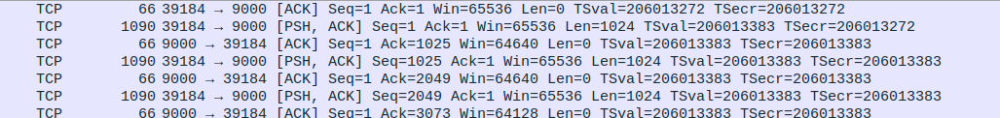 TCP 66 39184 → 9000 [ACK] Seq=1 Ack=1 Win=65536 Len=0 TSval=206013272 TSecr=206013272
TCP 1090 39184 → 9000 [PSH, ACK] Seq=1 Ack=1 Win=65536 Len=1024 TSval=206013383 TSecr=206013272
TCP 66 9000 → 39184 [ACK] Seq=1 Ack=1025 Win=64640 Len=0 TSval=206013383 TSecr=206013383
TCP 1090 39184 → 9000 [PSH, ACK] Seq=1025 Ack=1 Win=65536 Len=1024 TSval=206013383 TSecr=206013383
TCP 66 9000 → 39184 [ACK] Seq=1 Ack=2049 Win=64640 Len=0 TSval=206013383 TSecr=206013383
TCP 1090 39184 → 9000 [PSH, ACK] Seq=2049 Ack=1 Win=65536 Len=1024 TSval=206013383 TSecr=206013383
TCP 66 9000 → 39184 [ACK] Seq=1 Ack=3073 Win=64128 Len=0 TSval=206013383 TSecr=206013383